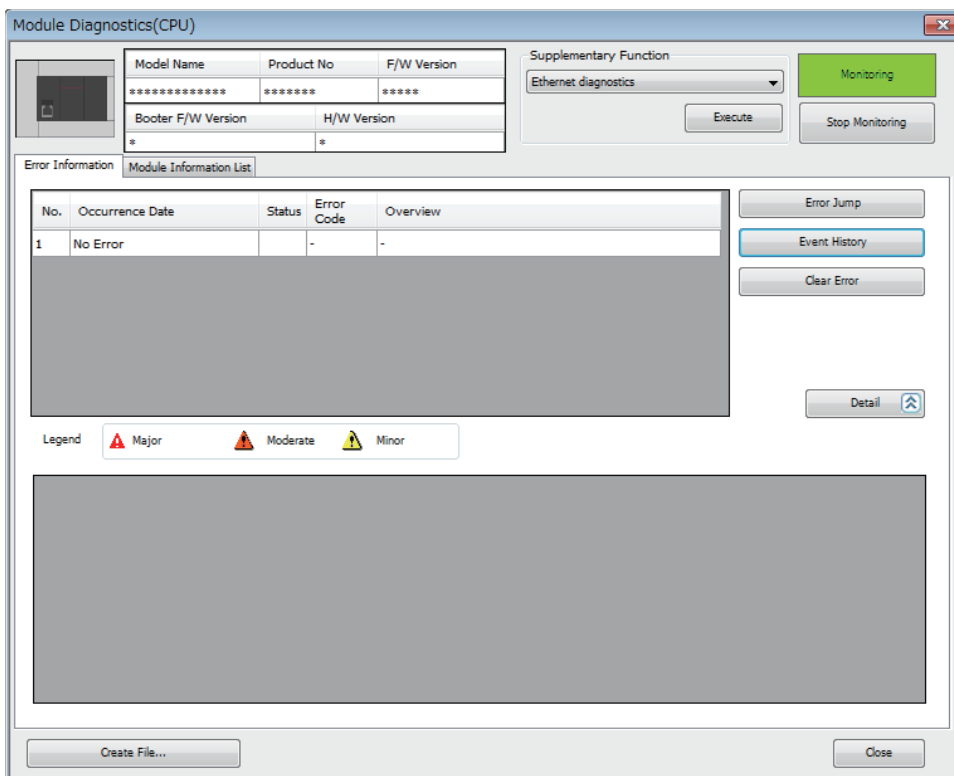 Module Diagnostics(CPU)
Model Name Product No F/W Version
************* ******* *****
Booter F/W Version H/W Version
* *
Supplementary Function
Ethernet diagnostics
Execute
Monitoring
Stop Monitoring
Error Information Module Information List
No. Occurrence Date Status Error Code Overview
1 No Error - -
Error Jump
Event History
Clear Error
Detail
Legend Major Moderate Minor
Create File... Close